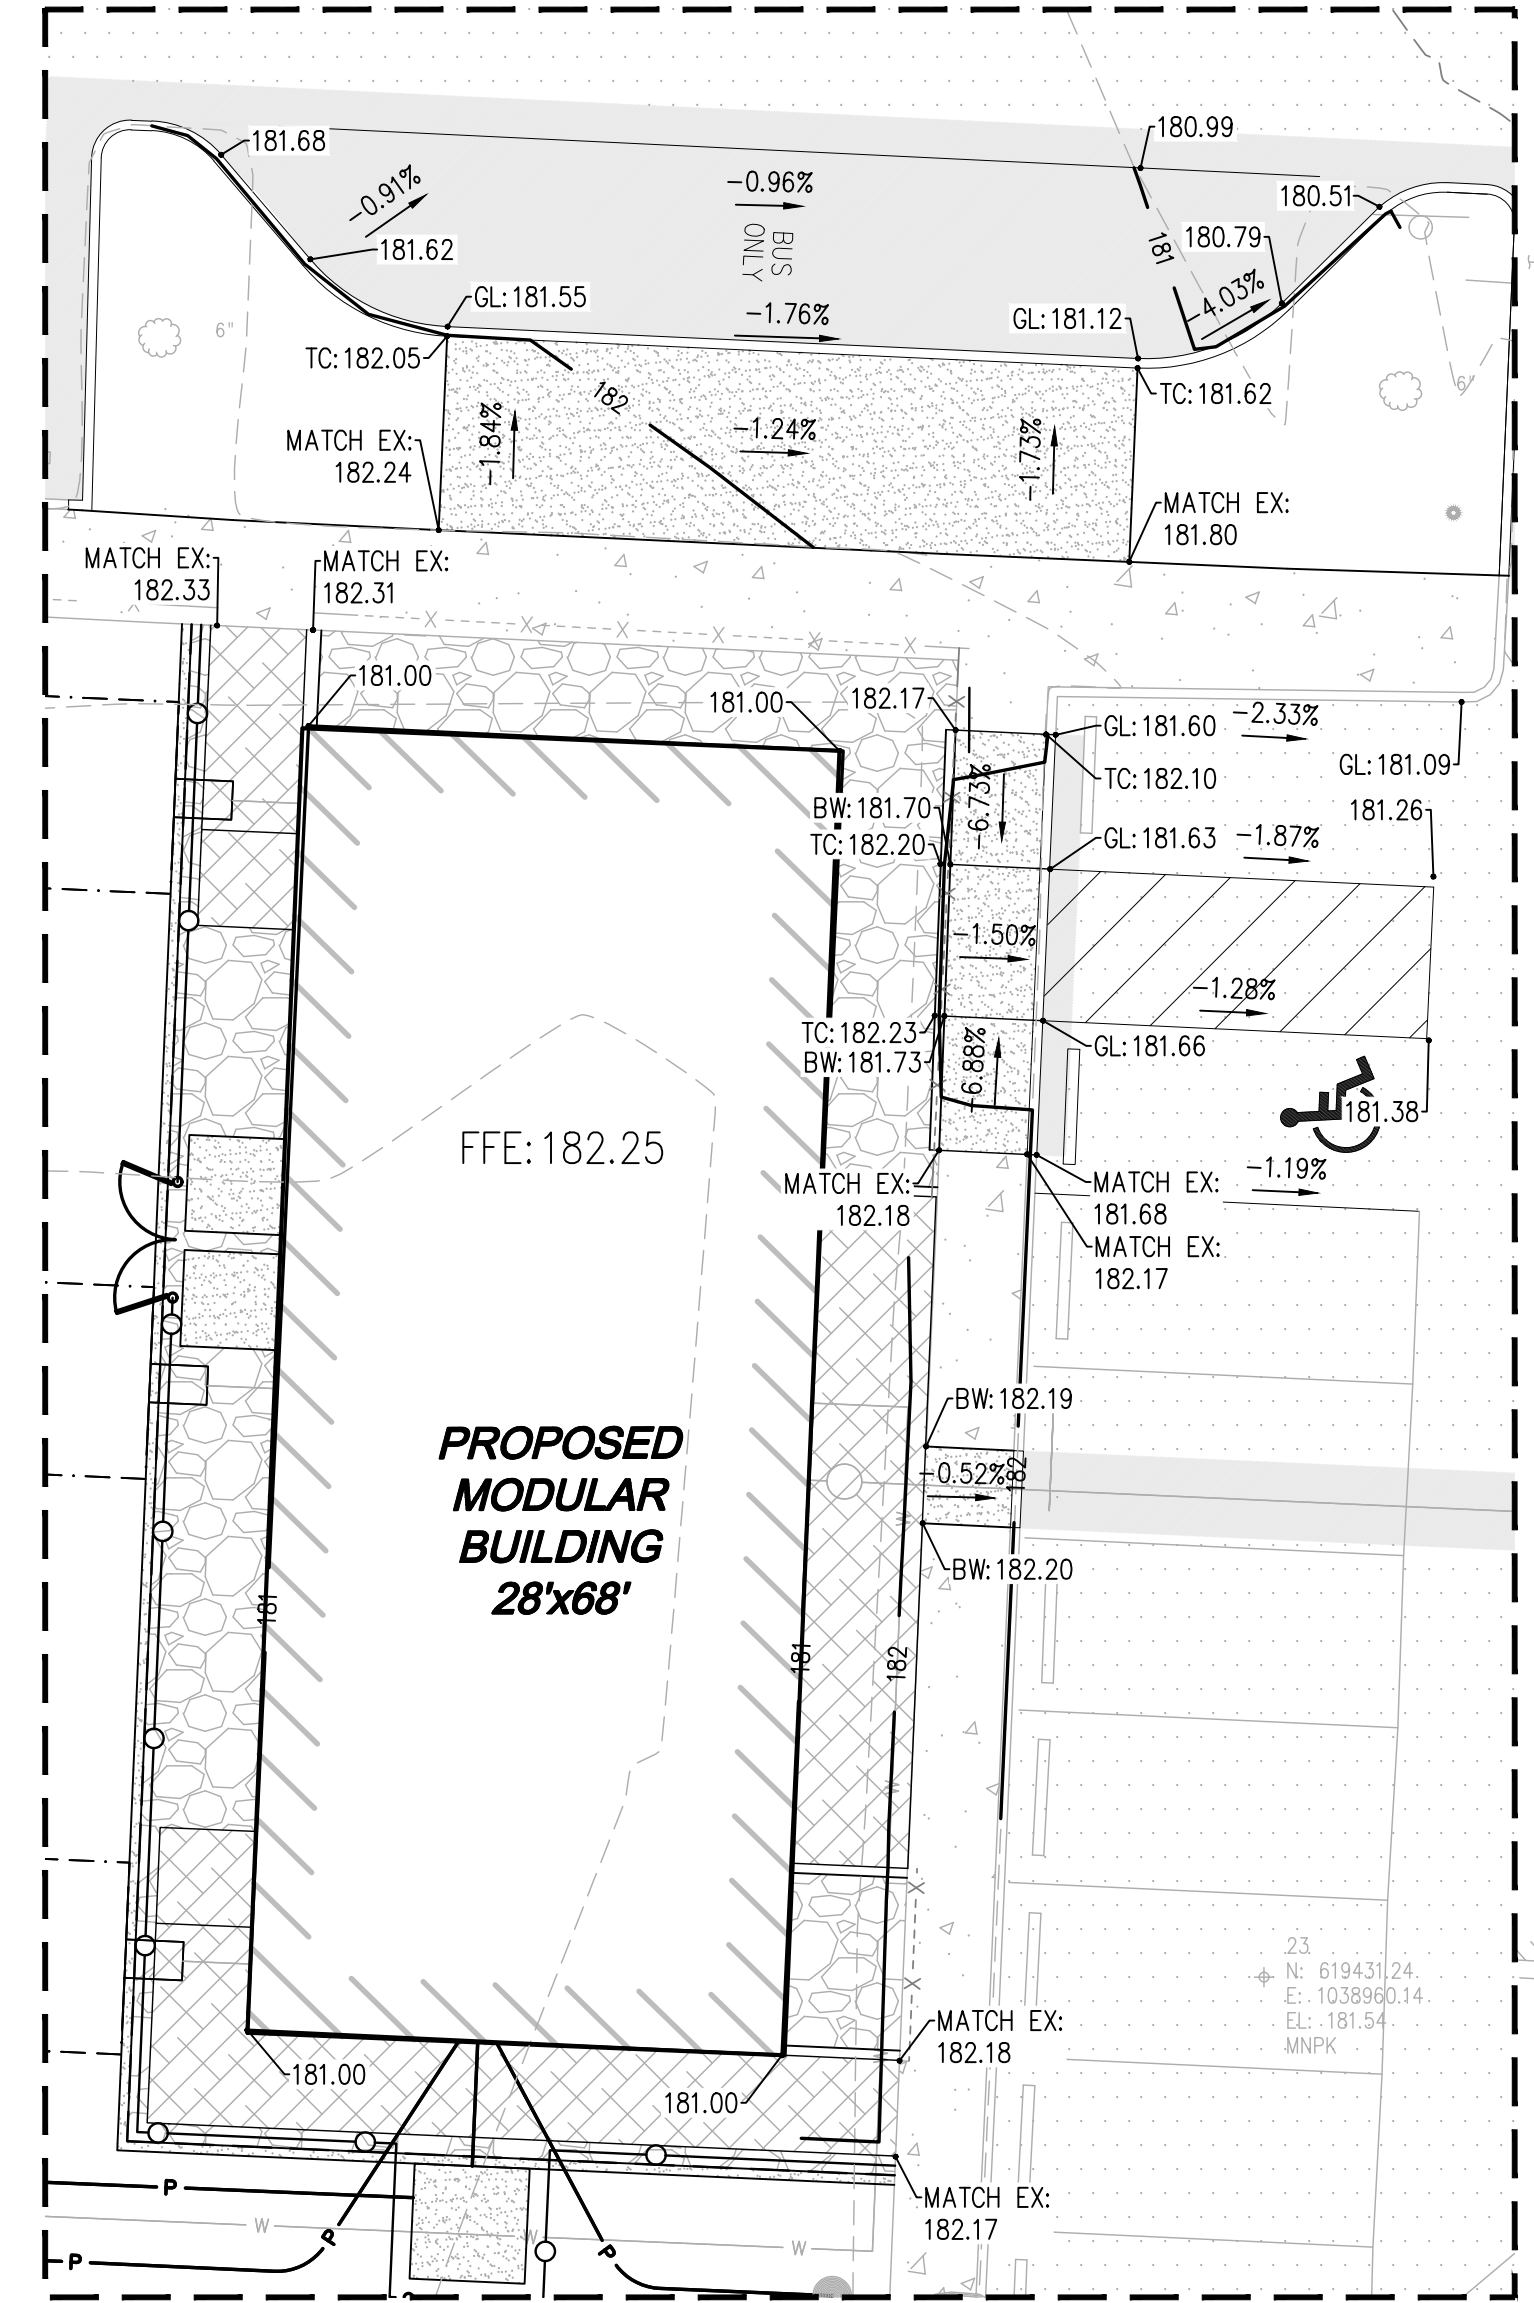 180.99
181.68
-0.96%
-0.91%
180.51
BUS
ONLY
181
180.79
181.62
-4.03%
GL:181.55
-1.76%
GL:181.12
6"
TC:182.05
6"
TC:181.62
182
-1.84%
-1.24%
-1.73%
MATCH EX:
182.24
MATCH EX:
181.80
MATCH EX:
182.33
MATCH EX:
182.31
X X X X X X
181.00
181.00
182.17
X
GL:181.60
-2.33%
GL:181.09
TC:182.10
-6.73%
BW:181.70
181.26
TC:182.20
GL:181.63
-1.87%
-1.50%
-1.28%
TC:182.23
BW:181.73
-6.88%
GL:181.66
181.38
FFE:182.25
MATCH EX:
182.18
-1.19%
MATCH EX:
181.68
MATCH EX:
182.17
BW:182.19
PROPOSED
MODULAR
BUILDING
28'x68'
-0.52%
182
W
BW:182.20
181
181
182
W
X
X
23
N: 619431.24
E: 1038960.14
EL: 181.54
MNPK
MATCH EX:
182.18
181.00
181.00
MATCH EX:
182.17
P
W
P
W
P
W
P